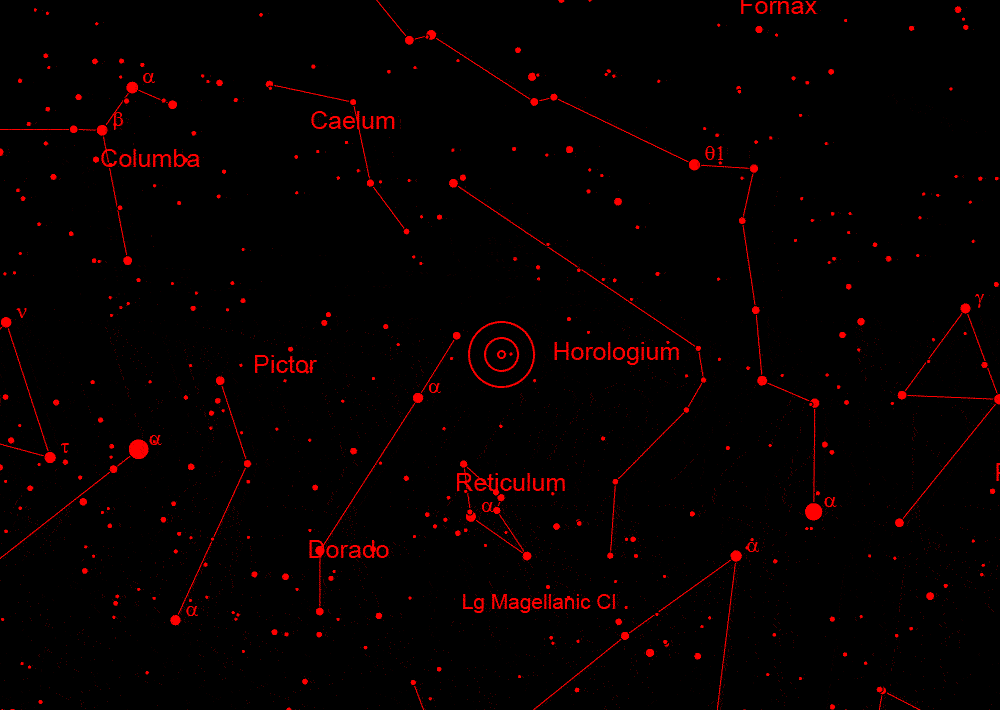 Fornax
α
β
Caelum
θ1
Columba
γ
ν
Horologium
Pictor
α
τ
α
Reticulum
α
α
Dorado
α
Lg Magellanic Cl
α